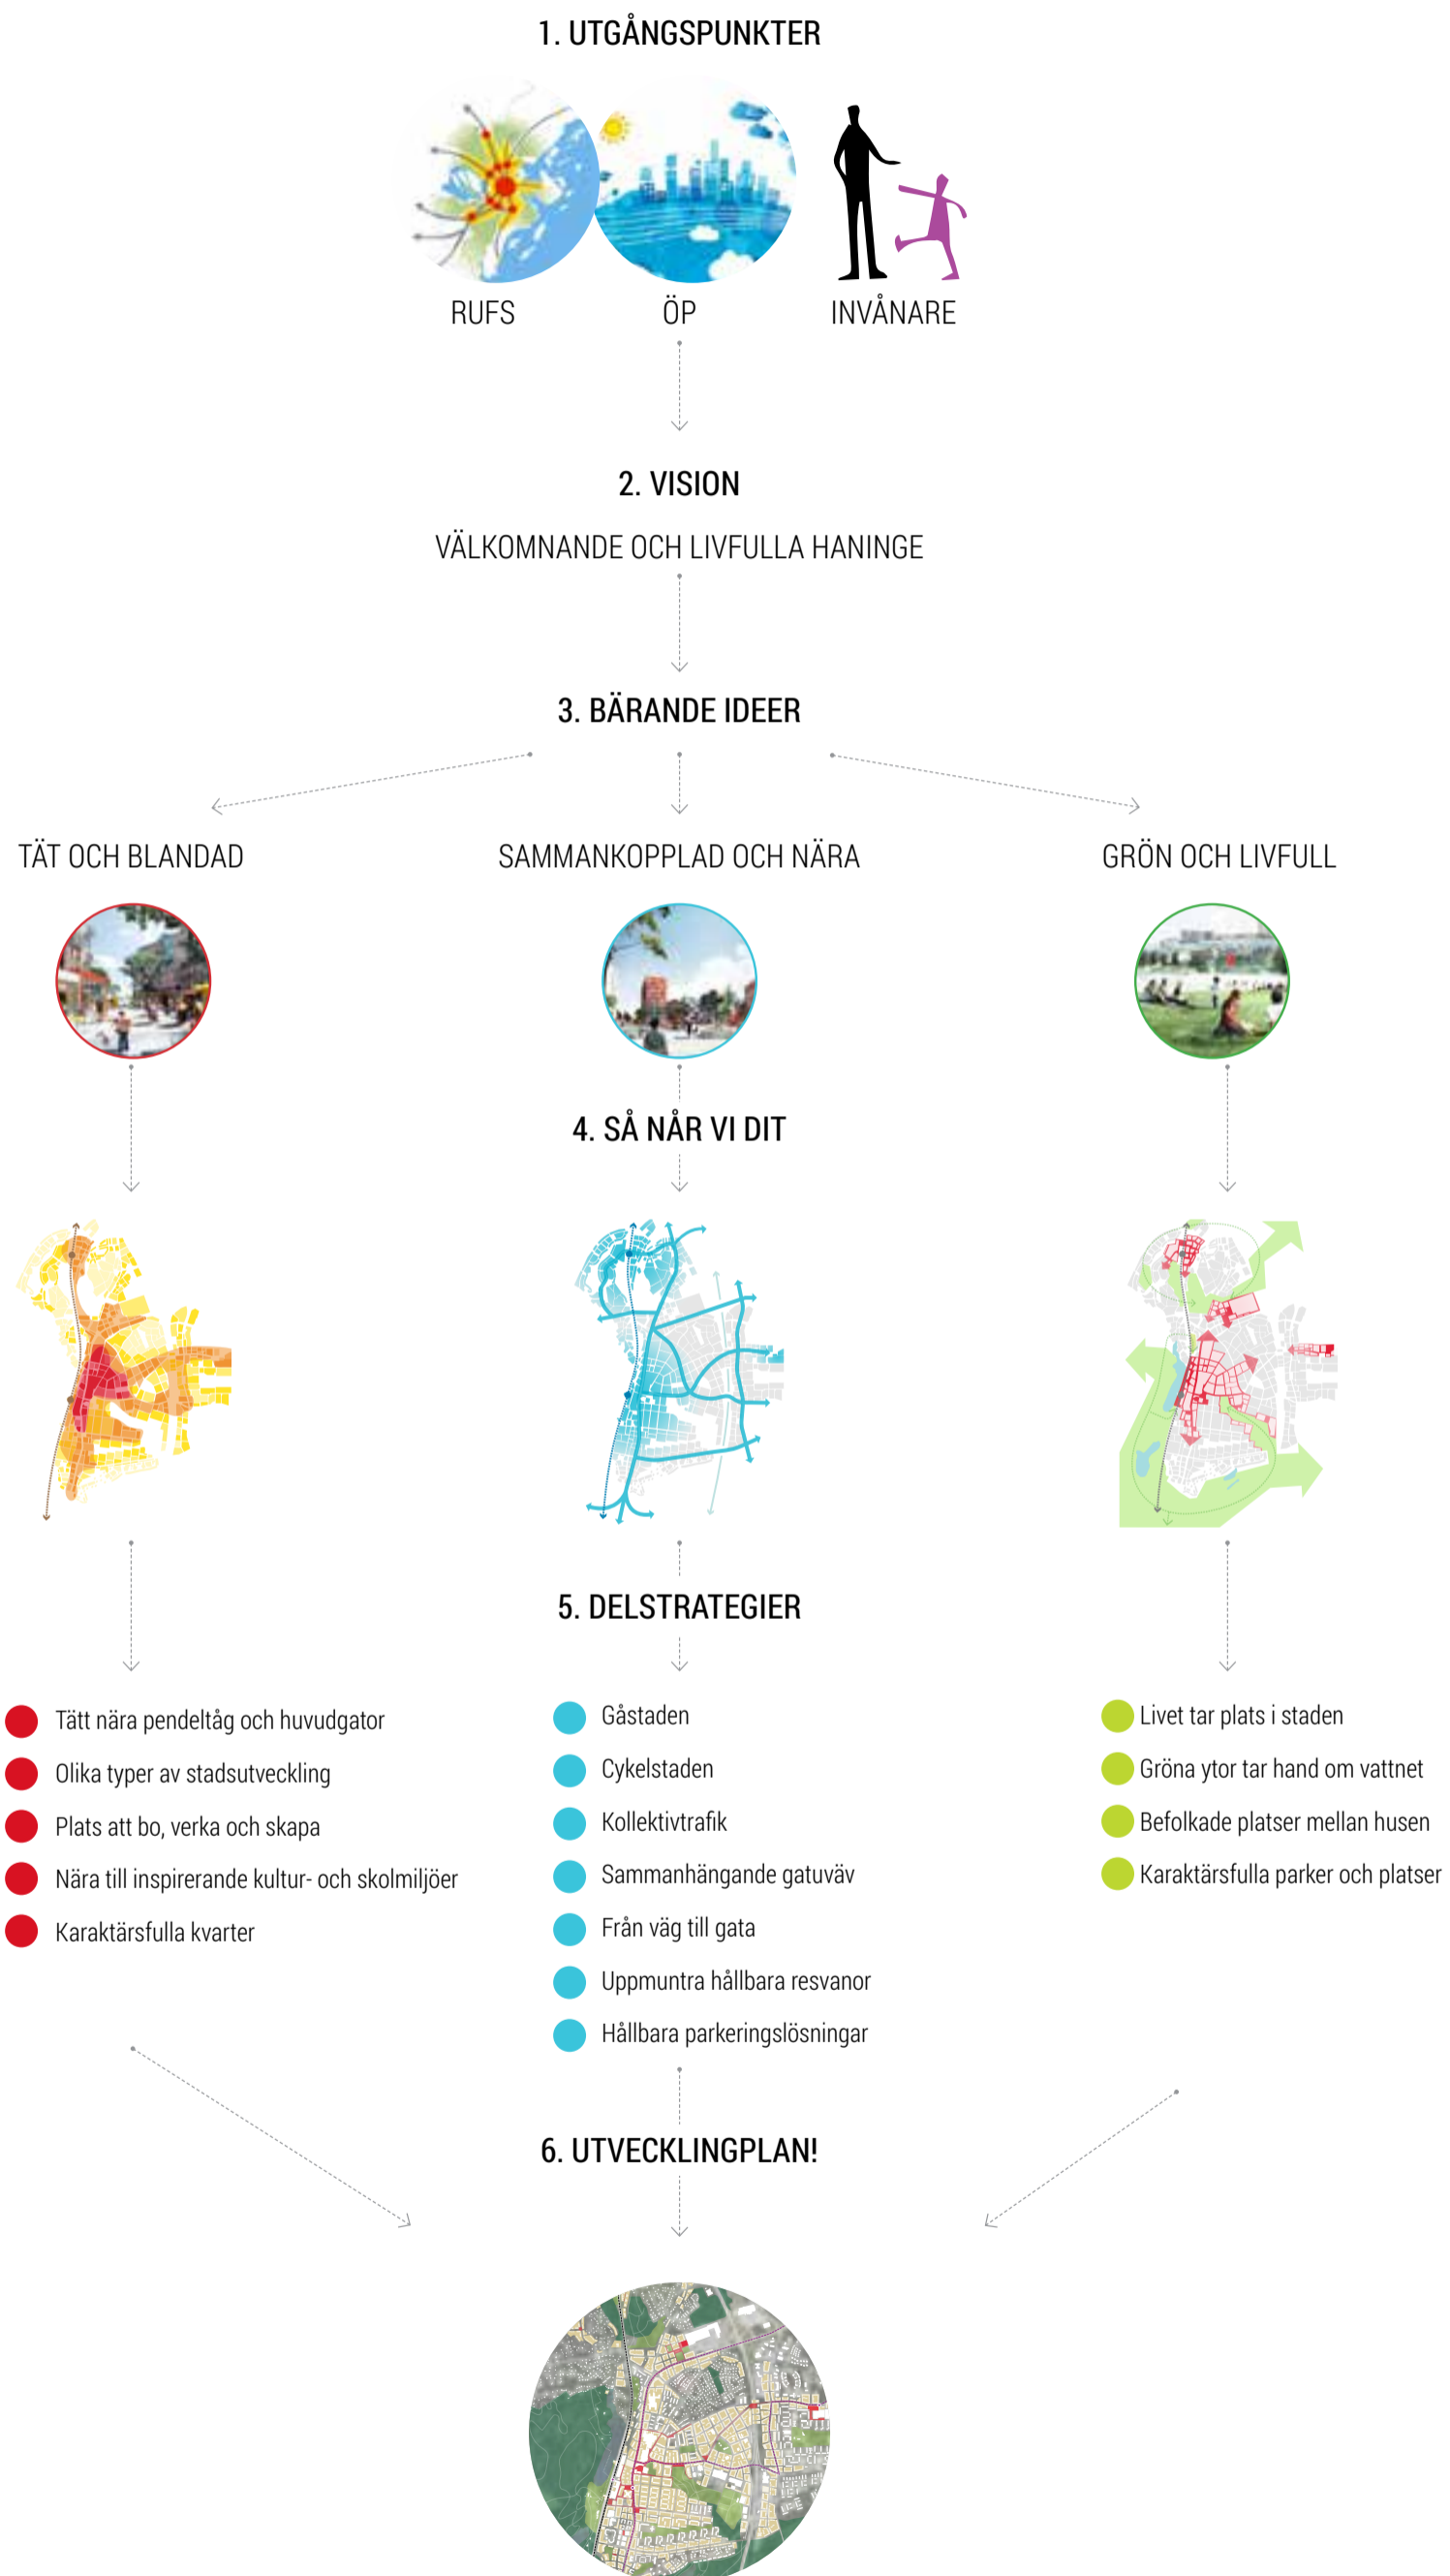 1. UTGÅNGSPUNKTER
RUFS
ÖP
INVÅNARE
2. VISION
VÄLKOMNANDE OCH LIVFULLA HANINGE
3. BÄRANDE IDEER
TÄT OCH BLANDAD
SAMMANKOPPLAD OCH NÄRA
GRÖN OCH LIVFULL
4. SÅ NÅR VI DIT
5. DELSTRATEGIER
Tätt nära pendeltåg och huvudgator
Olika typer av stadsutveckling
Plats att bo, verka och skapa
Nära till inspirerande kultur- och skolmiljöer
Karaktärsfulla kvarter
Gåstaden
Cykelstaden
Kollektivtrafik
Sammanhängande gatuväv
Från väg till gata
Uppmuntra hållbara resvanor
Hållbara parkeringslösningar
Livet tar plats i staden
Gröna ytor tar hand om vattnet
Befolkade platser mellan husen
Karaktärsfulla parker och platser
6. UTVECKLINGPLAN!